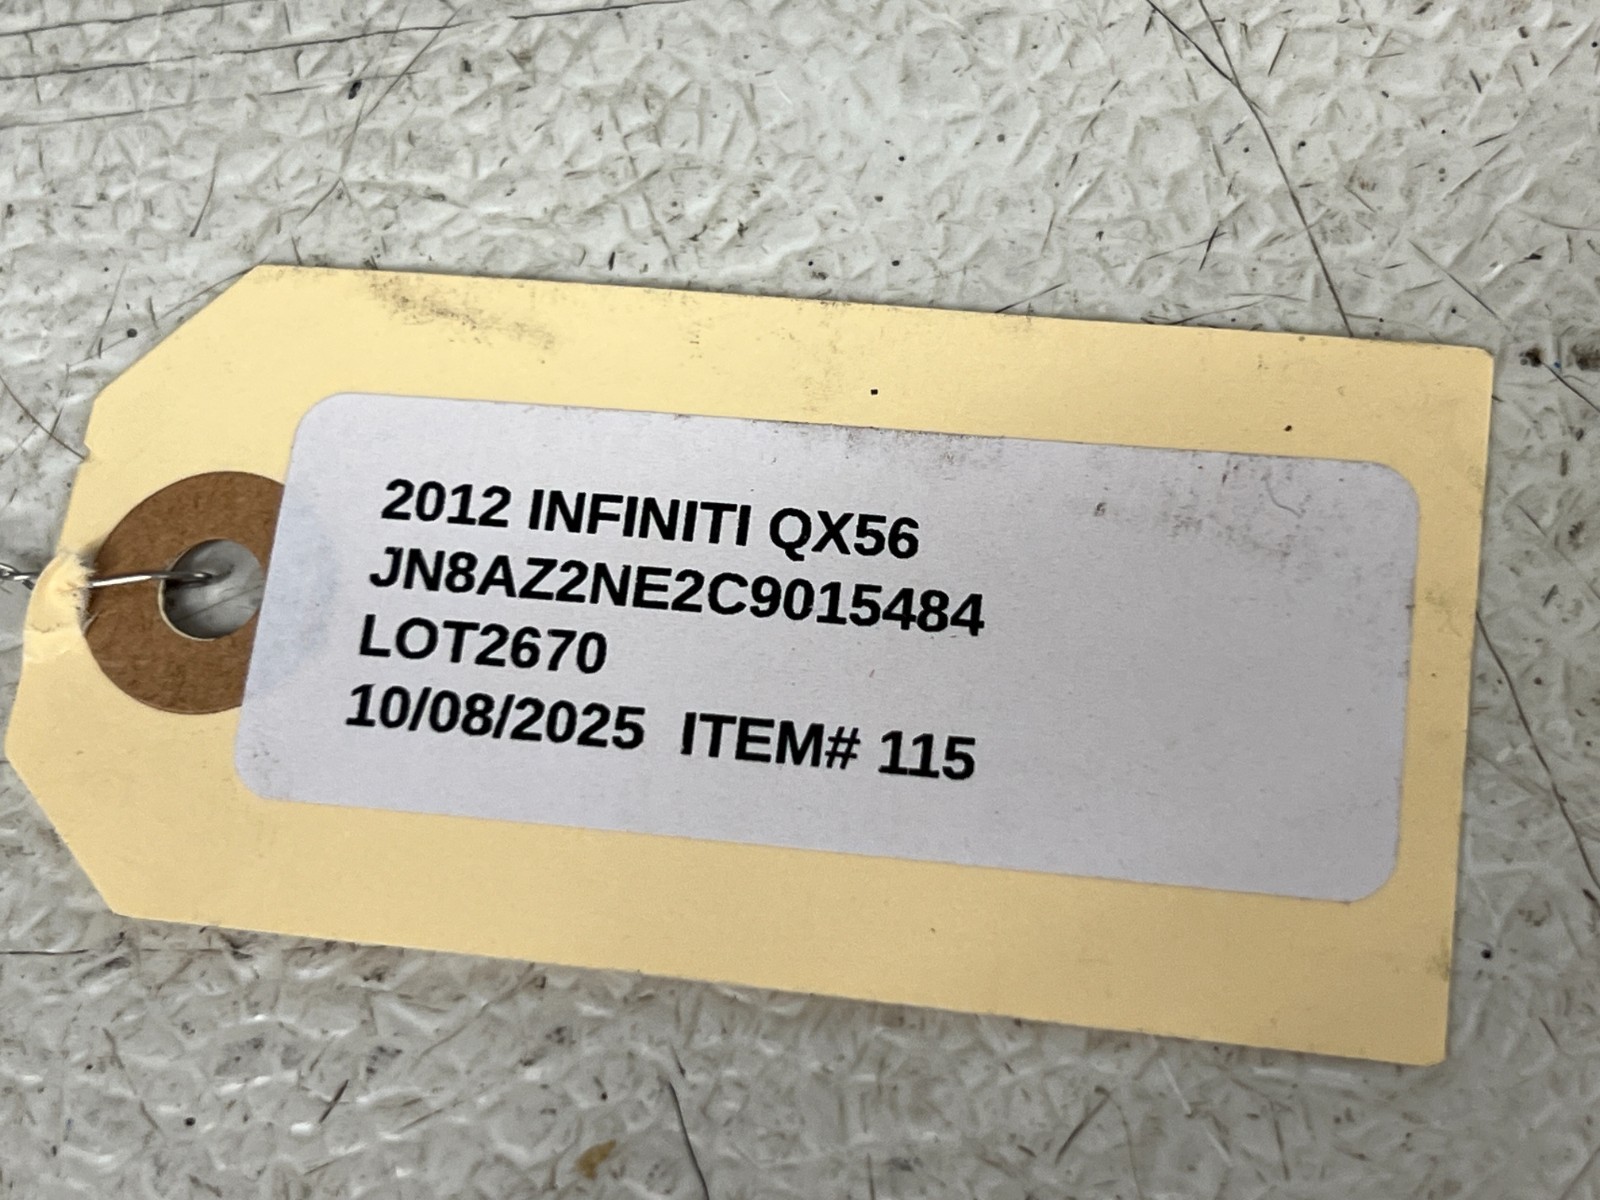 2012 INFINITI QX56
JN8AZ2NE2C9015484
LOT2670
10/08/2025 ITEM# 115